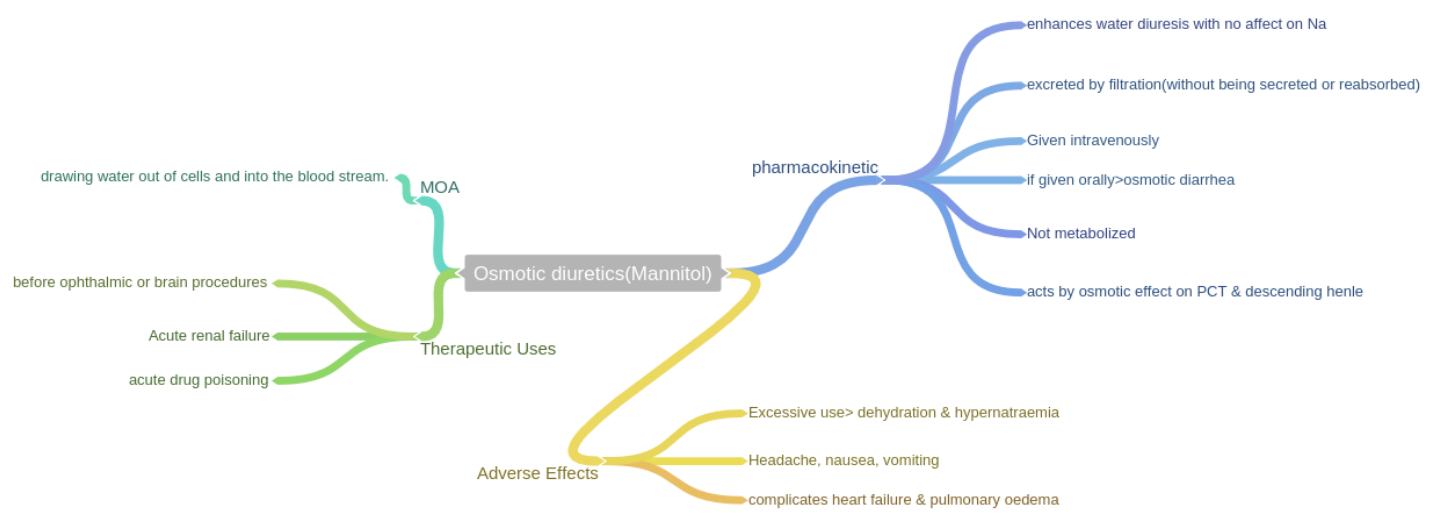 Osmotic diuretics(Mannitol)
MOA
drawing water out of cells and into the blood stream.
Therapeutic Uses
before ophthalmic or brain procedures
Acute renal failure
acute drug poisoning
pharmacokinetic
enhances water diuresis with no affect on Na
excreted by filtration(without being secreted or reabsorbed)
Given intravenously
if given orally>osmotic diarrhea
Not metabolized
acts by osmotic effect on PCT & descending henle
Adverse Effects
Excessive use> dehydration & hypernatraemia
Headache, nausea, vomiting
complicates heart failure & pulmonary oedema